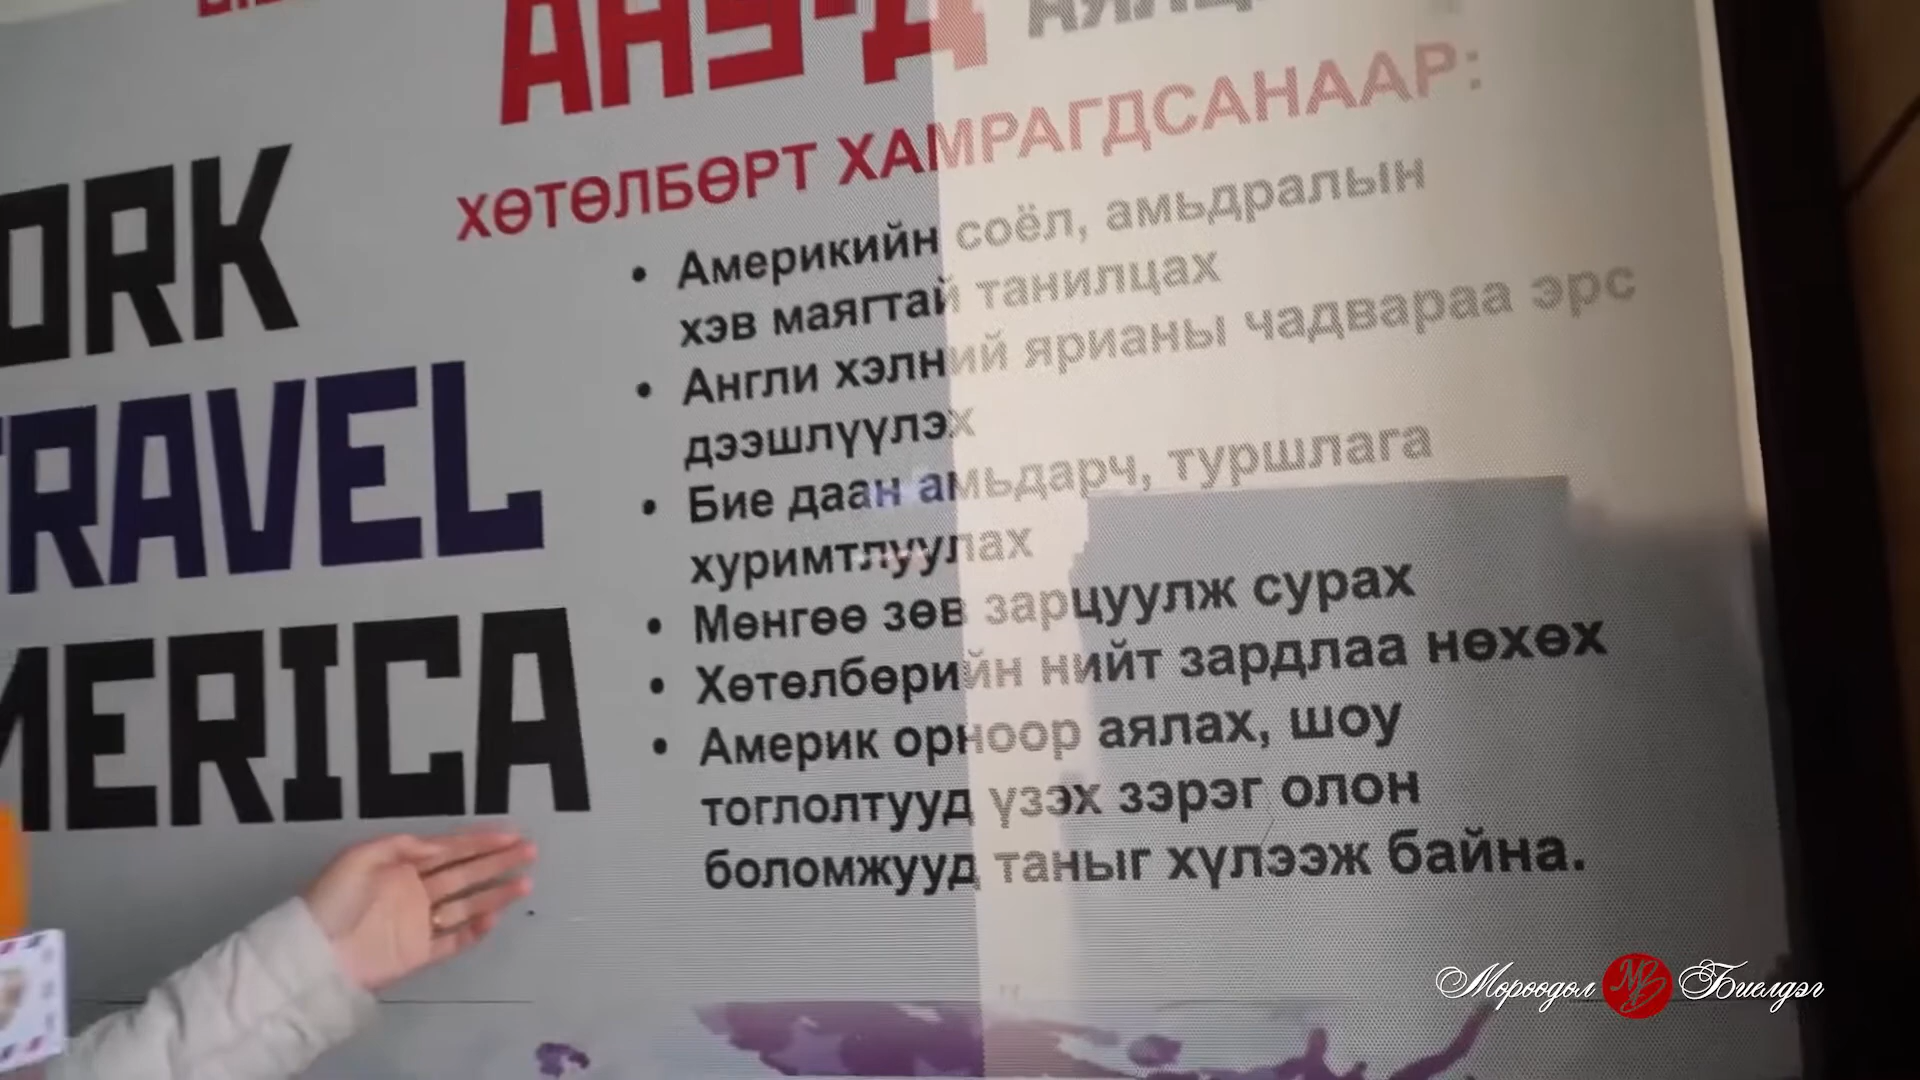 АНУ-Д
ХӨТӨЛБӨРТ ХАМРАГДСАНААР:
ORK
TRAVEL
MERICA
• Америкийн соёл, амьдралын
хэв маягтай танилцах
• Англи хэлний ярианы чадвараа эрс
дээшлүүлэх
• Бие даан амьдарч, туршлага
хуримтлуулах
• Мөнгөө зөв зарцуулж сурах
• Хөтөлбөрийн нийт зардлаа нөхөх
• Америк орноор аялах, шоу
тоглолтууд үзэх зэрэг олон
боломжууд таныг хүлээж байна.
Мөрөөдөл МВ Биелдэг